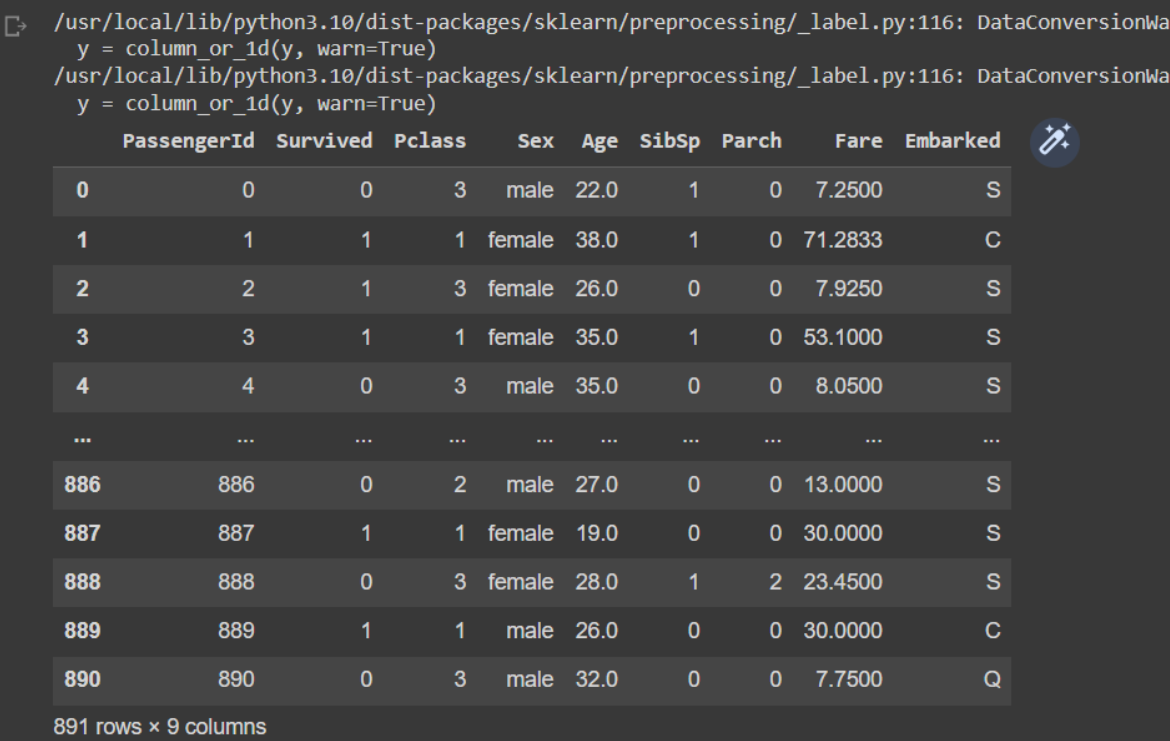 /usr/local/lib/python3.10/dist-packages/sklearn/preprocessing/_label.py:116: DataConversionWa
y = column_or_1d(y, warn=True)
/usr/local/lib/python3.10/dist-packages/sklearn/preprocessing/_label.py:116: DataConversionWa
y = column_or_1d(y, warn=True)
PassengerId Survived Pclass Sex Age SibSp Parch Fare Embarked
0 0 0 3 male 22.0 1 0 7.2500 S
1 1 1 1 female 38.0 1 0 71.2833 C
2 2 1 3 female 26.0 0 0 7.9250 S
3 3 1 1 female 35.0 1 0 53.1000 S
4 4 0 3 male 35.0 0 0 8.0500 S
... ... ... ... ... ... ... ... ... ...
886 886 0 2 male 27.0 0 0 13.0000 S
887 887 1 1 female 19.0 0 0 30.0000 S
888 888 0 3 female 28.0 1 2 23.4500 S
889 889 1 1 male 26.0 0 0 30.0000 C
890 890 0 3 male 32.0 0 0 7.7500 Q
891 rows × 9 columns